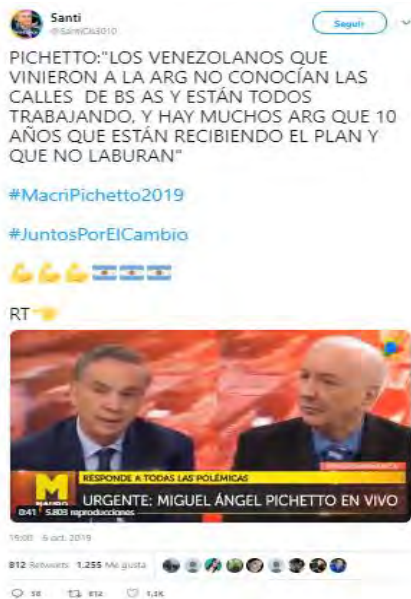 Santi
Seguir
PICHETTO:"LOS VENEZOLANOS QUE
VINIERON A LA ARG NO CONOCÍAN LAS
CALLES DE BS AS Y ESTÁN TODOS
TRABAJANDO, Y HAY MUCHOS ARG QUE 10
AÑOS QUE ESTÁN RECIBIENDO EL PLAN Y
QUE NO LABURAN"
#MacriPichetto2019
#JuntosPorElCambio
RT
RESPONDE A TODAS LAS POLÉMICAS
M
URGENTE: MIGUEL ÁNGEL PICHETTO EN VIVO
0:41 5.803 reproducciones
19:00 - 6 oct. 2019
812 Retweets 1.255 Me gusta
812 1,3K